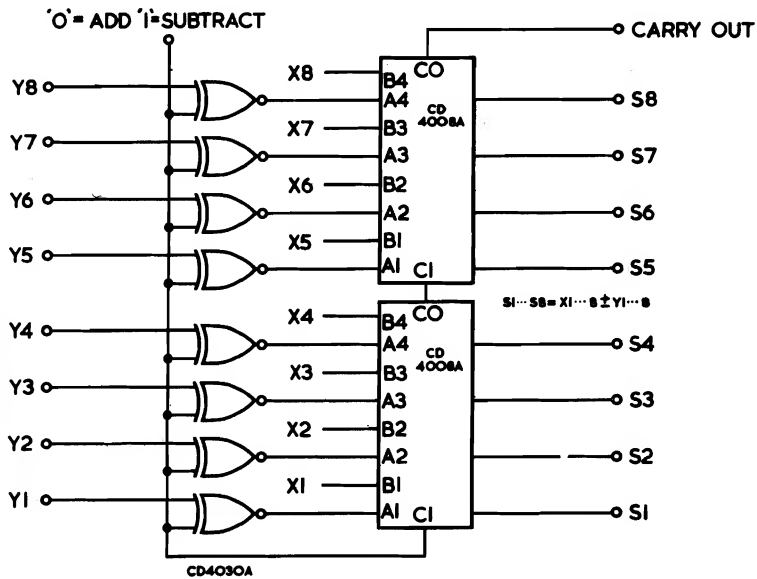 'O'= ADD 'I'= SUBTRACT
CARRY OUT
Y8
X8
B4
CO
A4
CD
4008A
S8
Y7
X7
B3
A3
S7
Y6
X6
B2
A2
S6
Y5
X5
B1
A1
CI
S5
S1... S8= X1... 8 ± Y1... 8
Y4
X4
B4
CO
A4
CD
4008A
S4
Y3
X3
B3
A3
S3
Y2
X2
B2
A2
S2
Y1
X1
B1
A1
CI
S1
CD4030A